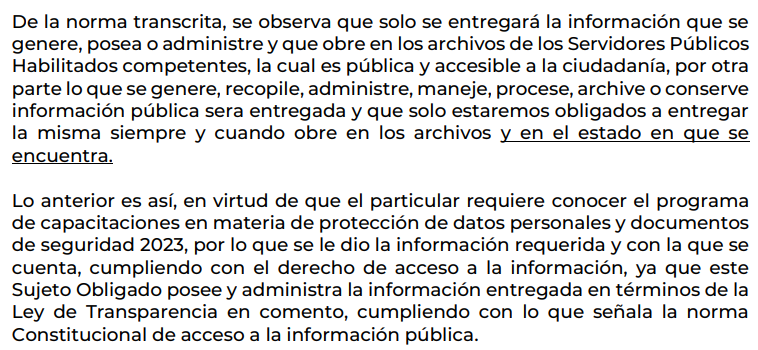 De la norma transcrita, se observa que solo se entregará la información que se
genere, posea o administre y que obre en los archivos de los Servidores Públicos
Habilitados competentes, la cual es pública y accesible a la ciudadanía, por otra
parte lo que se genere, recopile, administre, maneje, procese, archive o conserve
información pública sera entregada y que solo estaremos obligados a entregar
la misma siempre y cuando obre en los archivos y en el estado en que se
encuentra.
Lo anterior es así, en virtud de que el particular requiere conocer el programa
de capacitaciones en materia de protección de datos personales y documentos
de seguridad 2023, por lo que se le dio la información requerida y con la que se
cuenta, cumpliendo con el derecho de acceso a la información, ya que este
Sujeto Obligado posee y administra la información entregada en términos de la
Ley de Transparencia en comento, cumpliendo con lo que señala la norma
Constitucional de acceso a la información pública.